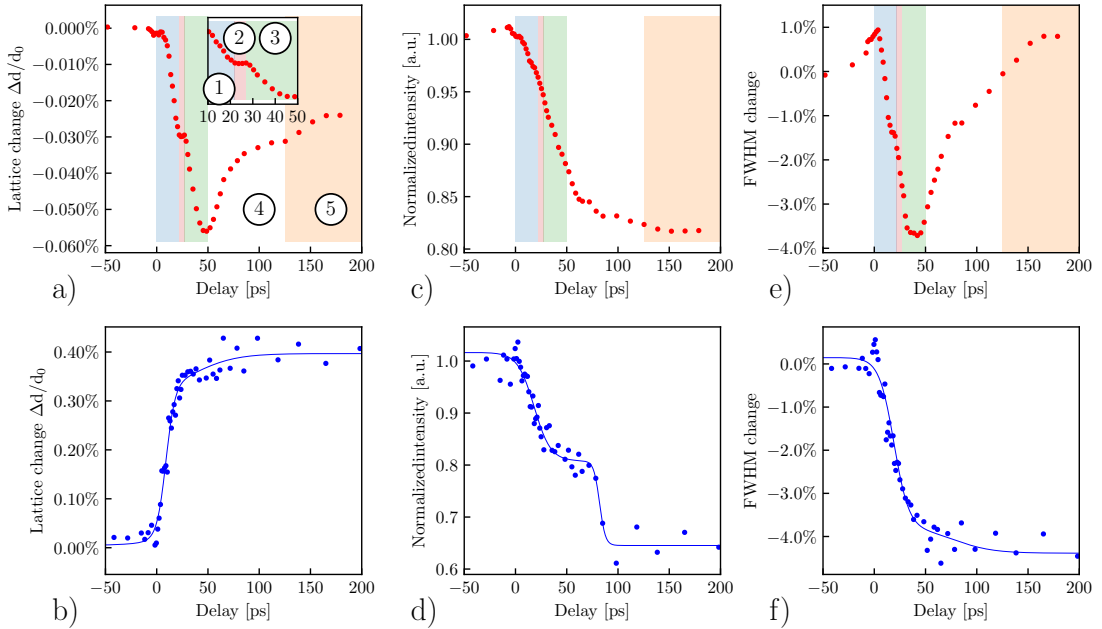 0.000%
−0.010%
−0.020%
−0.030%
−0.040%
−0.050%
−0.060%
Lattice change Δd/d0
−50 0 50 100 150 200
Delay [ps]
a)
1
2
3
4
5
10 20 30 40 50
1.00
0.95
0.90
0.85
0.80
Normalizedintensity [a.u.]
−50 0 50 100 150 200
Delay [ps]
c)
1.0%
0.0%
−1.0%
−2.0%
−3.0%
−4.0%
FWHM change
−50 0 50 100 150 200
Delay [ps]
e)
0.40%
0.30%
0.20%
0.40%
0.00%
Lattice change Δd/d0
−50 0 50 100 150 200
Delay [ps]
b)
1.0
0.9
0.8
0.7
0.6
Normalizedintensity [a.u.]
−50 0 50 100 150 200
Delay [ps]
d)
0.0%
−1.0%
−2.0%
−3.0%
−4.0%
FWHM change
−50 0 50 100 150 200
Delay [ps]
f)